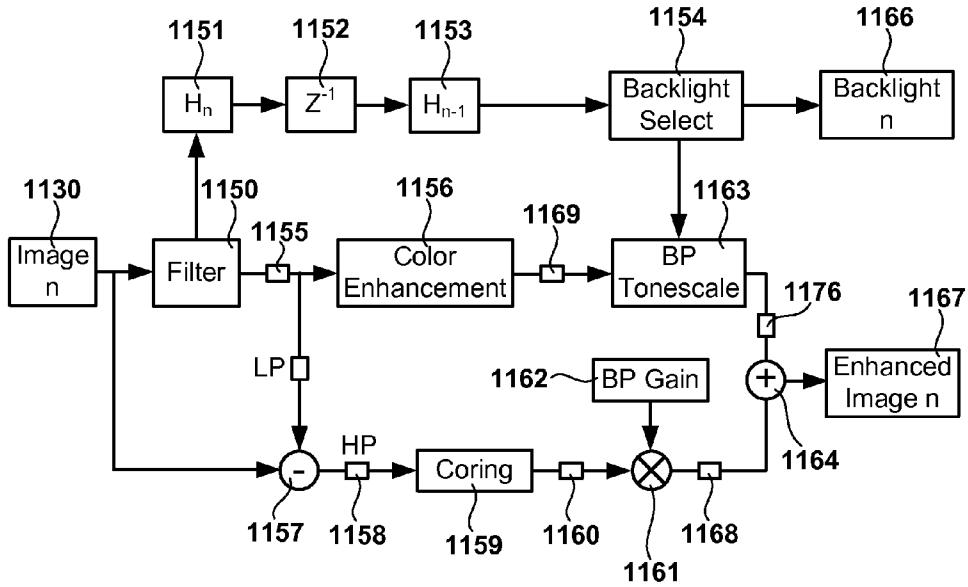 1151
1152
1153
1154
1166
Hn
Z-1
Hn-1
Backlight
Select
Backlight
n
1130
1150
1155
1156
1169
1163
Image
n
Filter
Color
Enhancement
BP
Tonescale
1176
1167
LP
1162
BP Gain
+
Enhanced
Image n
1164
HP
-
Coring
1157
1158
1159
1160
1161
1168